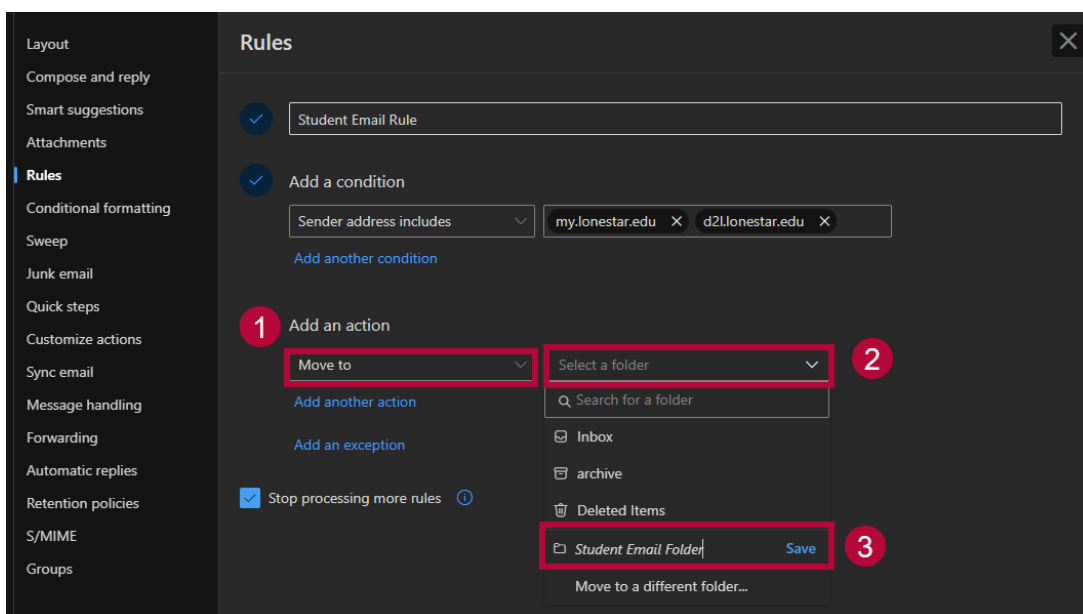 Layout
Compose and reply
Smart suggestions
Attachments
Rules
Conditional formatting
Sweep
Junk email
Quick steps
Customize actions
Sync email
Message handling
Forwarding
Automatic replies
Retention policies
S/MIME
Groups
Rules
Student Email Rule
Add a condition
Sender address includes my.lonestar.edu d2l.lonestar.edu
Add another condition
1 Add an action
Move to Select a folder 2
Add another action
Search for a folder
Add an exception
Inbox
archive
Stop processing more rules
Deleted Items
Student Email Folder Save 3
Move to a different folder...